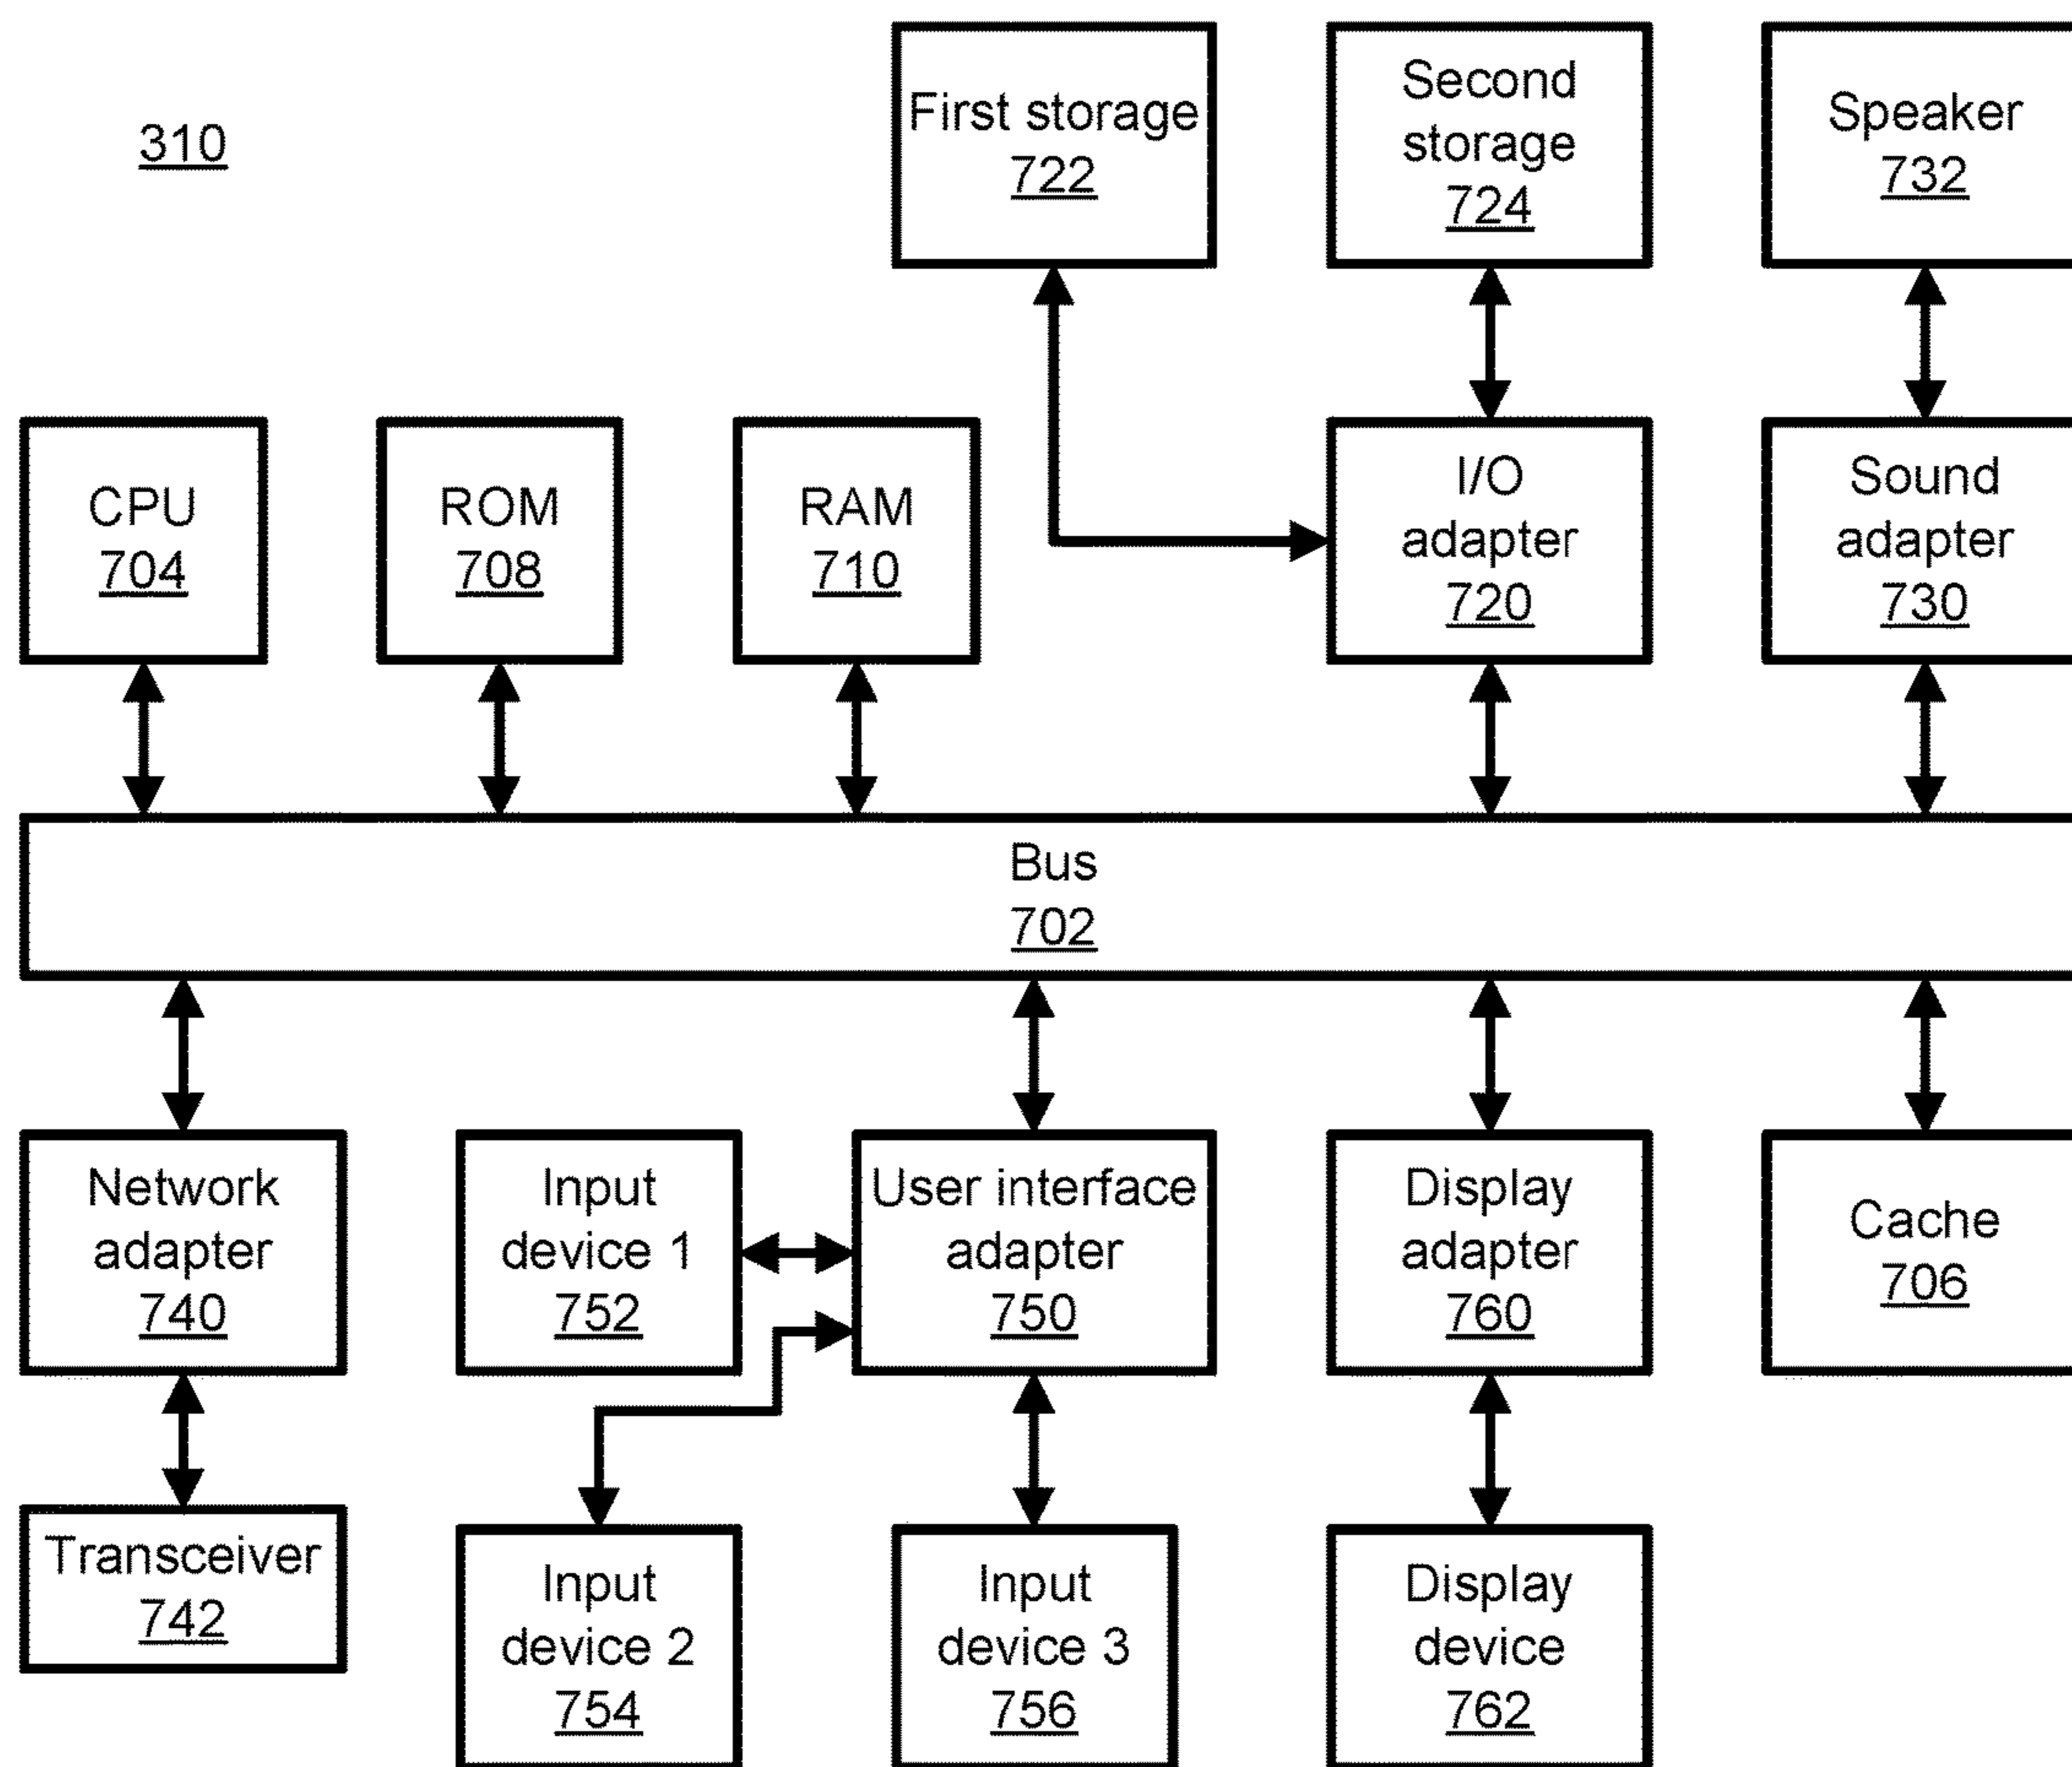 310
First storage
722
Second
storage
724
Speaker
732
CPU
704
ROM
708
RAM
710
I/O
adapter
720
Sound
adapter
730
Bus
702
Network
adapter
740
Input
device 1
752
User interface
adapter
750
Display
adapter
760
Cache
706
Transceiver
742
Input
device 2
754
Input
device 3
756
Display
device
762